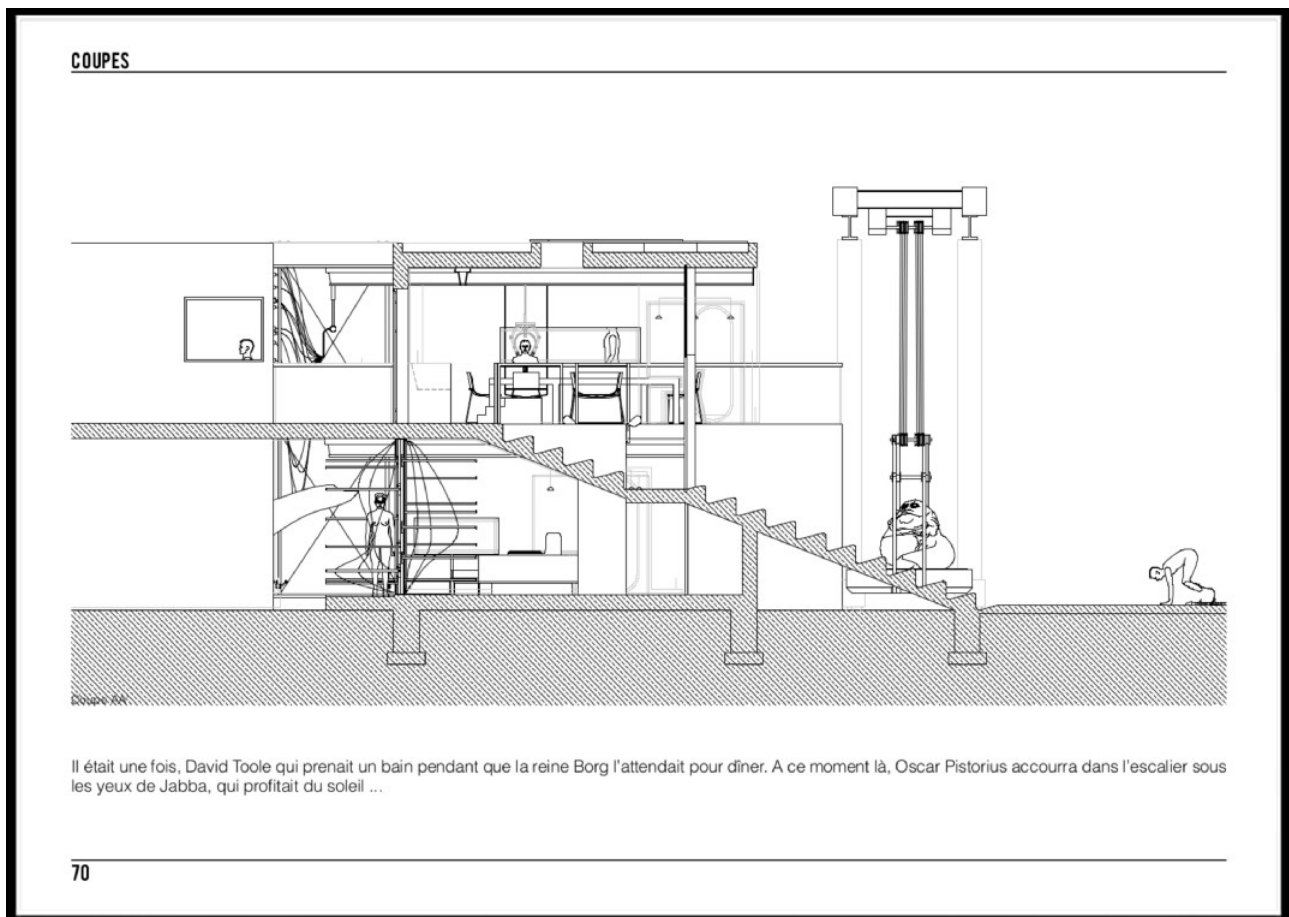 COUPES
Coupe AA'
Il était une fois, David Toole qui prenait un bain pendant que la reine Borg l'attendait pour dîner. A ce moment là, Oscar Pistorius accourra dans l'escalier sous
les yeux de Jabba, qui profitait du soleil ...
70